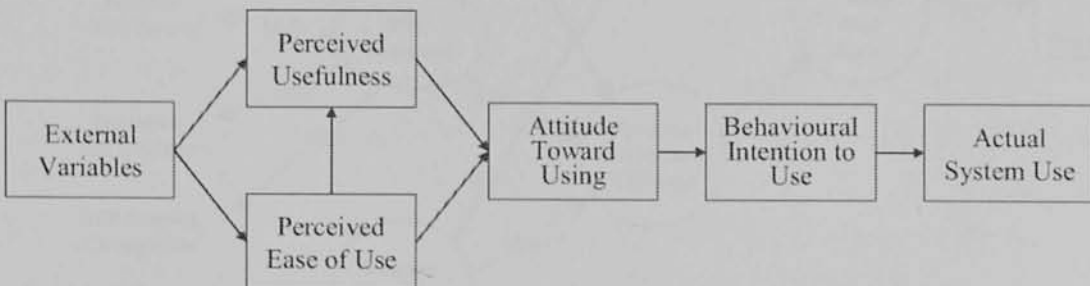 Perceived
Usefulness
External
Variables
Perceived
Ease of Use
Attitude
Toward
Using
Behavioural
Intention to
Use
Actual
System Use